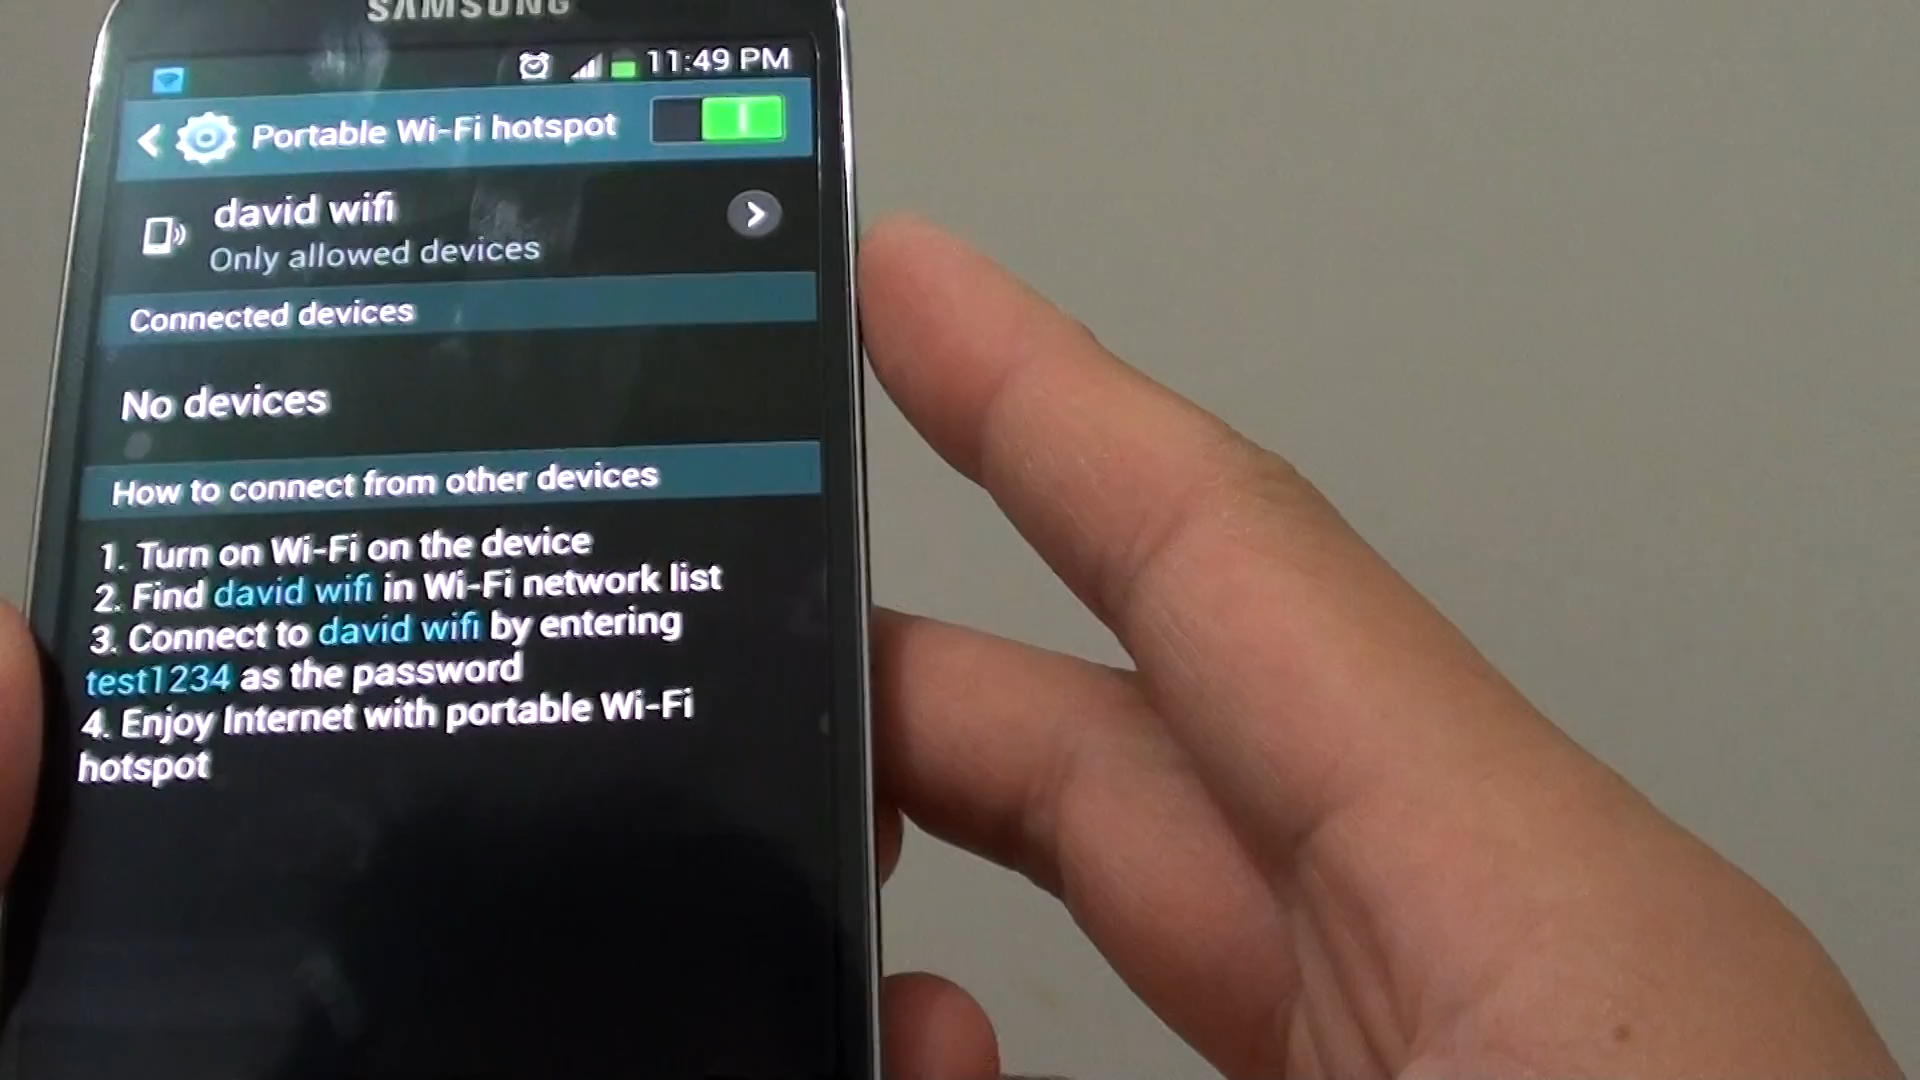 SAMSUNG
11:49 PM
Portable Wi-Fi hotspot
david wifi
Only allowed devices
Connected devices
No devices
How to connect from other devices
1. Turn on Wi-Fi on the device
2. Find david wifi in Wi-Fi network list
3. Connect to david wifi by entering
test1234 as the password
4. Enjoy Internet with portable Wi-Fi
hotspot